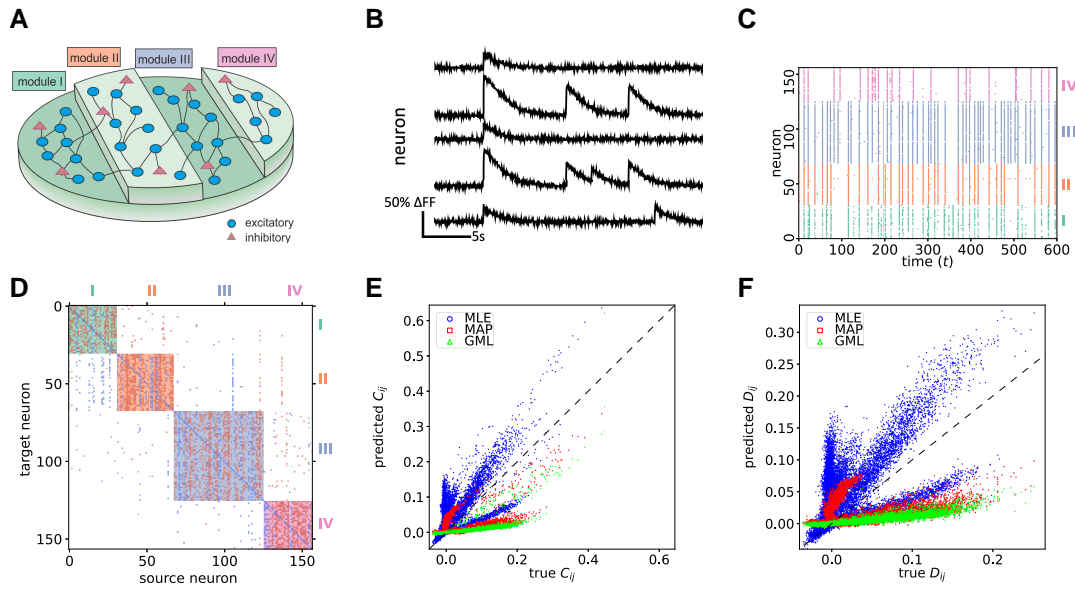 A
module I
module II
module III
module IV
excitatory
inhibitory
B
neuron
50% ΔFF
5s
C
neuron
150
100
50
0
0
100
200
300
400
500
600
time (t)
IV
III
II
I
D
I
II
III
IV
target neuron
0
50
100
150
0
50
100
150
source neuron
I
II
III
IV
E
predicted Cij
0.6
0.5
0.4
0.3
0.2
0.1
0.0
MLE
MAP
GML
0.0
0.2
0.4
0.6
true Cij
F
predicted Dij
0.30
0.25
0.20
0.15
0.10
0.05
0.00
MLE
MAP
GML
0.0
0.1
0.2
true Dij